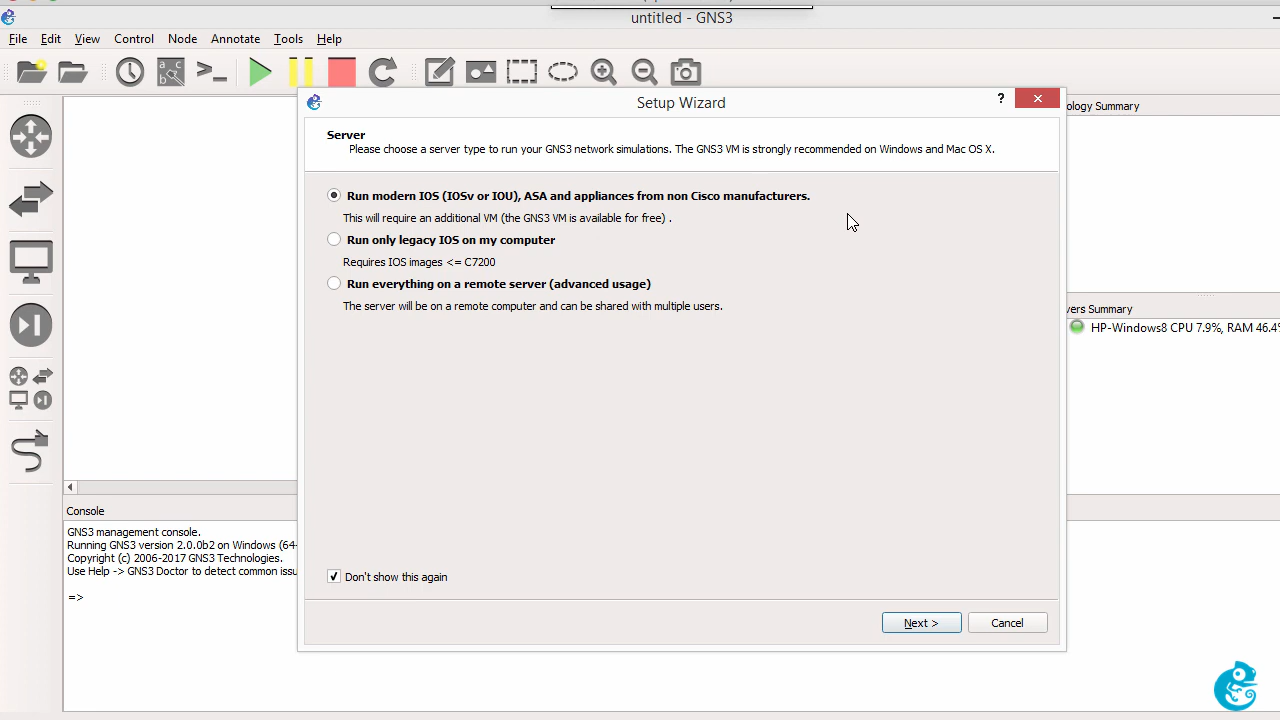 untitled - GNS3
File Edit View Control Node Annotate Tools Help
Setup Wizard
?
Server
Please choose a server type to run your GNS3 network simulations. The GNS3 VM is strongly recommended on Windows and Mac OS X.
Run modern IOS (IOSv or IOU), ASA and appliances from non Cisco manufacturers.
This will require an additional VM (the GNS3 VM is available for free) .
Run only legacy IOS on my computer
Requires IOS images <= C7200
Run everything on a remote server (advanced usage)
The server will be on a remote computer and can be shared with multiple users.
Don't show this again
Next >
Cancel
ology Summary
vers Summary
HP-Windows8 CPU 7.9%, RAM 46.4%
Console
GNS3 management console.
Running GNS3 version 2.0.0b2 on Windows (64-
Copyright (c) 2006-2017 GNS3 Technologies.
Use Help -> GNS3 Doctor to detect common issu
=>